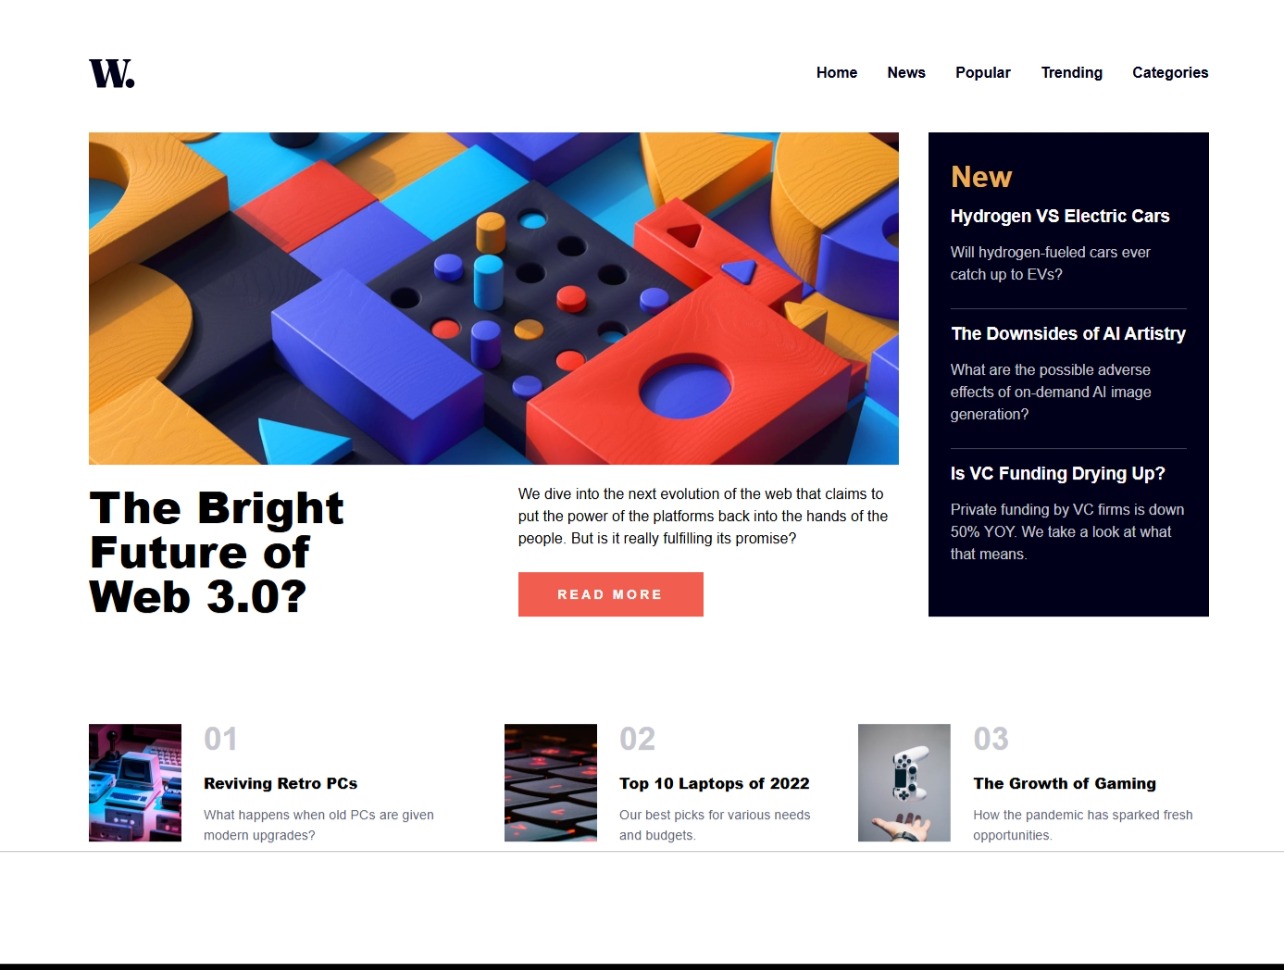 W.
Home News Popular Trending Categories
The Bright
Future of
Web 3.0?
We dive into the next evolution of the web that claims to
put the power of the platforms back into the hands of the
people. But is it really fulfilling its promise?
READ MORE
New
Hydrogen VS Electric Cars
Will hydrogen-fueled cars ever
catch up to EVs?
The Downsides of AI Artistry
What are the possible adverse
effects of on-demand AI image
generation?
Is VC Funding Drying Up?
Private funding by VC firms is down
50% YOY. We take a look at what
that means.
01
Reviving Retro PCs
What happens when old PCs are given
modern upgrades?
02
Top 10 Laptops of 2022
Our best picks for various needs
and budgets.
03
The Growth of Gaming
How the pandemic has sparked fresh
opportunities.